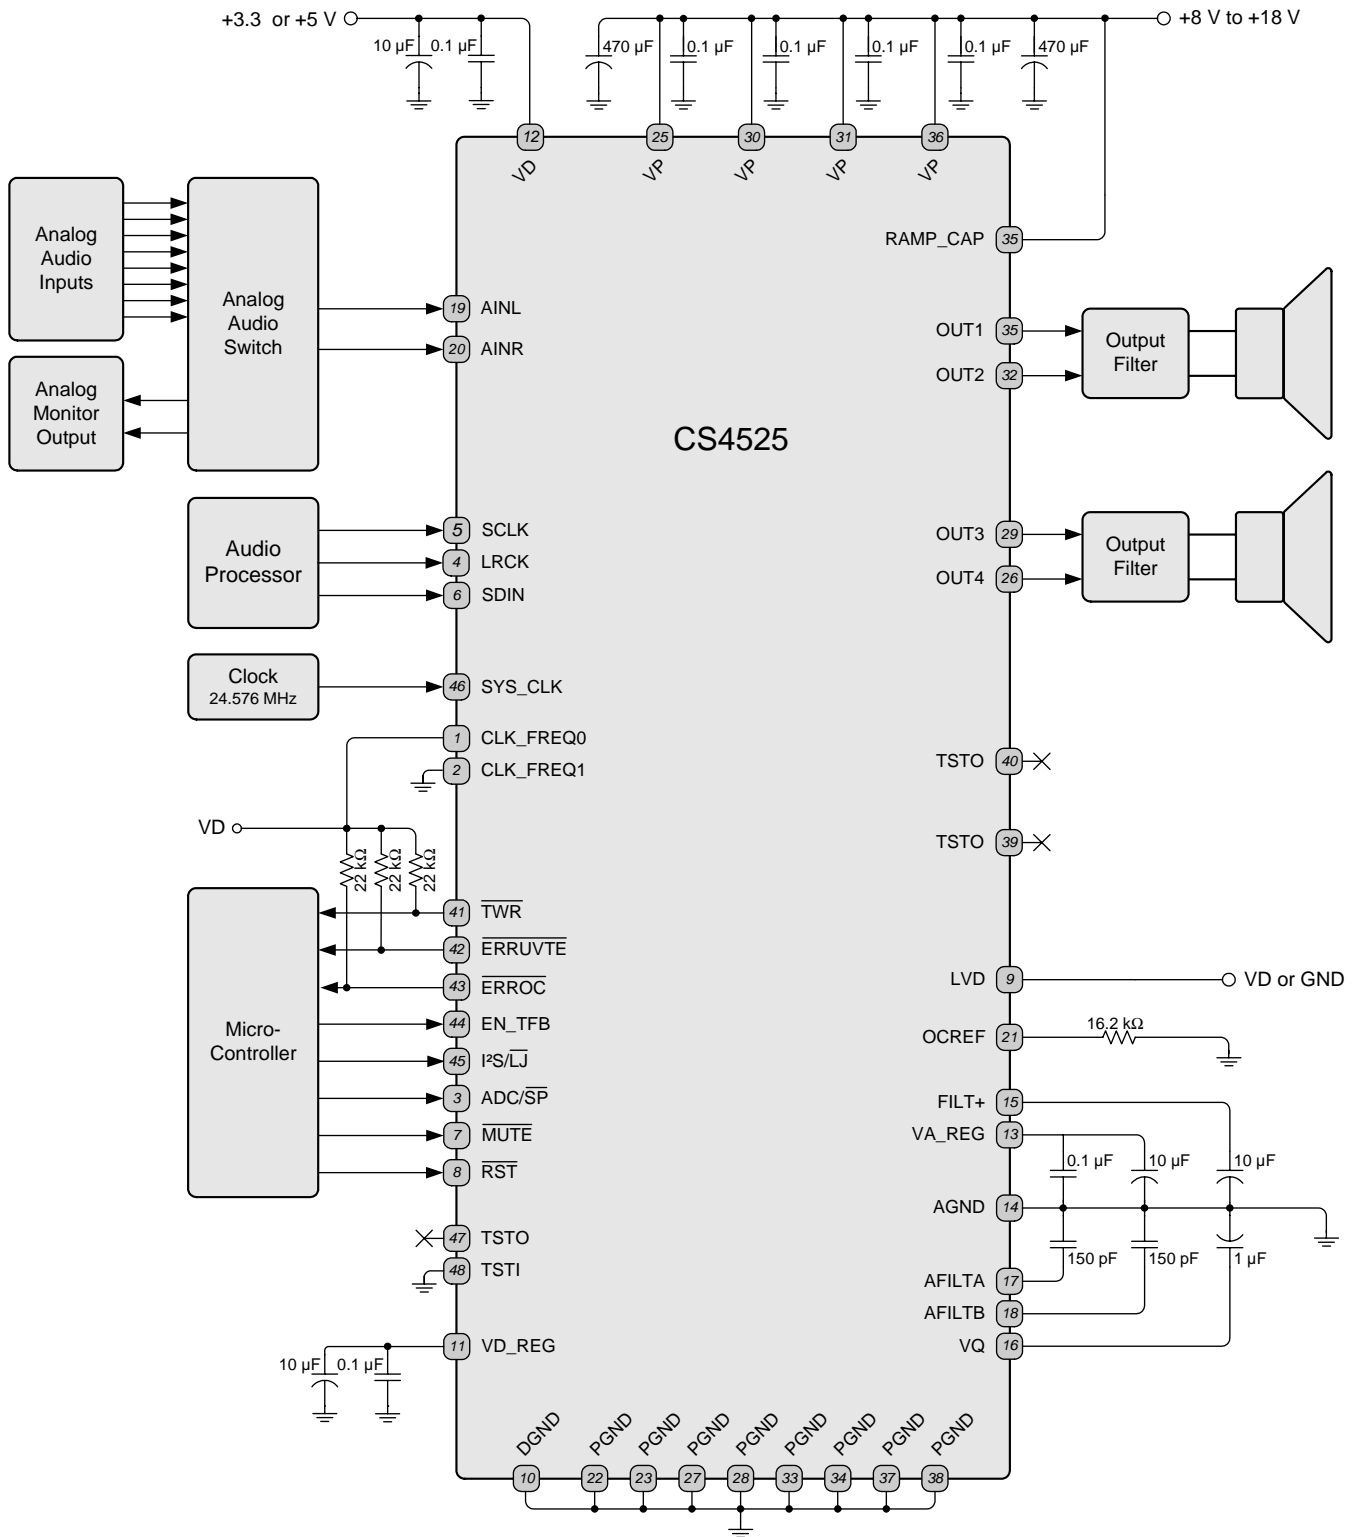 +3.3 or +5 V
+8 V to +18 V
10 µF
0.1 µF
470 µF
0.1 µF
0.1 µF
0.1 µF
0.1 µF
470 µF
12
25
30
31
36
VD
VP
VP
VP
VP
RAMP_CAP
35
Analog
Audio
Inputs
Analog
Audio
Switch
Analog
Monitor
Output
19
AINL
20
AINR
OUT1
35
OUT2
32
Output
Filter
CS4525
Audio
Processor
5
SCLK
4
LRCK
6
SDIN
OUT3
29
OUT4
26
Output
Filter
Clock
24.576 MHz
46
SYS_CLK
1
CLK_FREQ0
2
CLK_FREQ1
TSTO
40
TSTO
39
VD
22 kΩ
22 kΩ
22 kΩ
Micro-
Controller
41
TWR
42
ERRUVTE
43
ERROC
44
EN_TFB
45
I²S/LJ
3
ADC/SP
7
MUTE
8
RST
LVD
9
VD or GND
OCREF
21
16.2 kΩ
FILT+
15
VA_REG
13
0.1 µF
10 µF
10 µF
AGND
14
150 pF
150 pF
1 µF
AFILTA
17
AFILTB
18
VQ
16
47
TSTO
48
TSTI
11
VD_REG
10 µF
0.1 µF
DGND
PGND
PGND
PGND
PGND
PGND
PGND
PGND
PGND
10
22
23
27
28
33
34
37
38